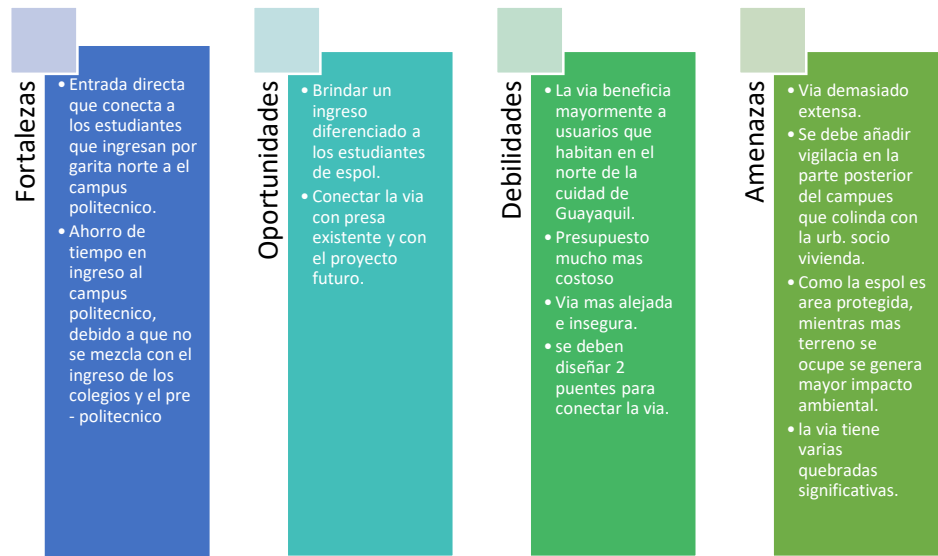 Fortalezas
• Entrada directa
que conecta a
los estudiantes
que ingresan por
garita norte a el
campus
politecnico.
• Ahorro de
tiempo en
ingreso al
campus
politecnico,
debido a que no
se mezcla con el
ingreso de los
colegios y el pre
- politecnico
Oportunidades
• Brindar un
ingreso
diferenciado a
los estudiantes
de espol.
• Conectar la via
con presa
existente y con
el proyecto
futuro.
Debilidades
• La via beneficia
mayormente a
usuarios que
habitan en el
norte de la
cuidad de
Guayaquil.
• Presupuesto
mucho mas
costoso
• Via mas alejada
e insegura.
• se deben
diseñar 2
puentes para
conectar la via.
Amenazas
• Via demasiado
extensa.
• Se debe añadir
vigilacia en la
parte posterior
del campues
que colinda con
la urb. socio
vivienda.
• Como la espol es
area protegida,
mientras mas
terreno se
ocupe se genera
mayor impacto
ambiental.
• la via tiene
varias
quebradas
significativas.